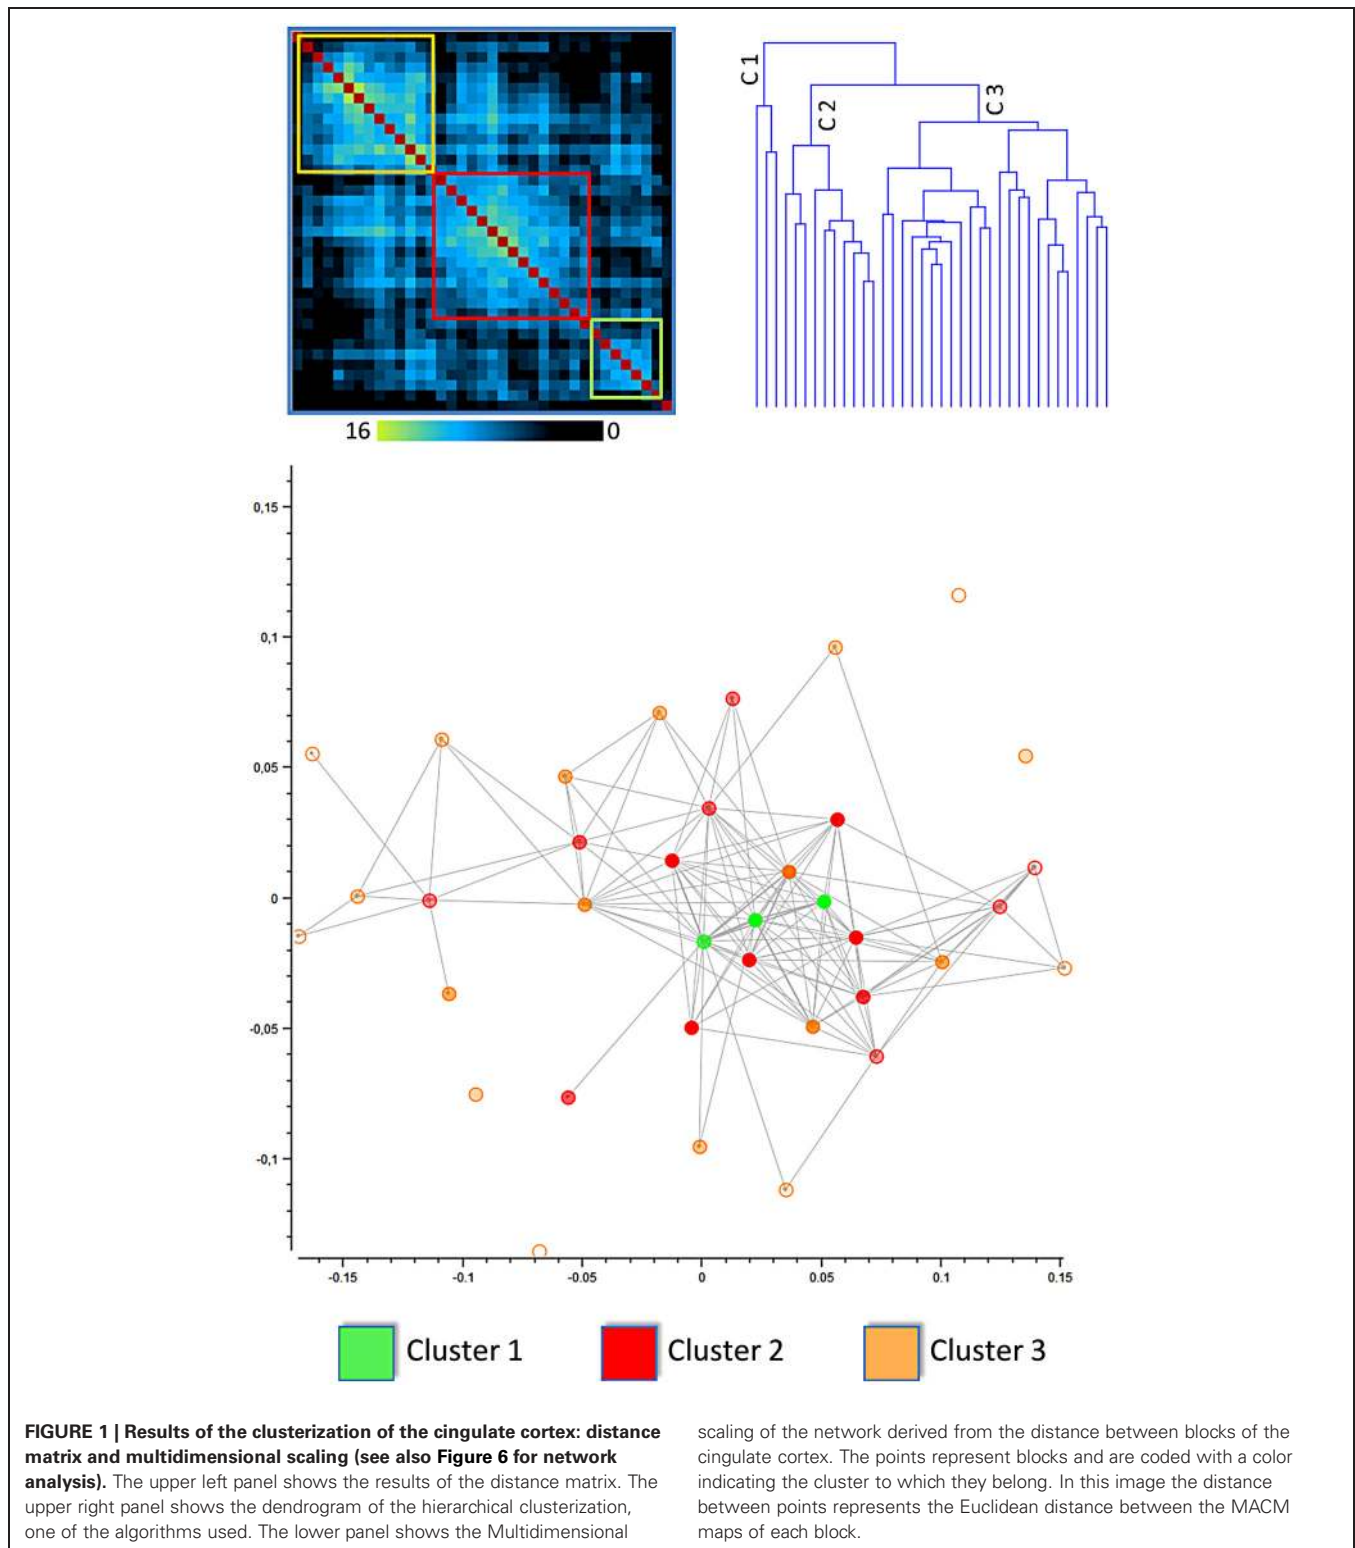 C 1
C 2
C 3
16
0
0,15
0,1
0,05
0
-0,05
-0,1
-0.15
-0.1
-0.05
0
0.05
0.1
0.15
Cluster 1
Cluster 2
Cluster 3
FIGURE 1 | Results of the clusterization of the cingulate cortex: distance
matrix and multidimensional scaling (see also Figure 6 for network
analysis). The upper left panel shows the results of the distance matrix. The
upper right panel shows the dendrogram of the hierarchical clusterization,
one of the algorithms used. The lower panel shows the Multidimensional
scaling of the network derived from the distance between blocks of the
cingulate cortex. The points represent blocks and are coded with a color
indicating the cluster to which they belong. In this image the distance
between points represents the Euclidean distance between the MACM
maps of each block.